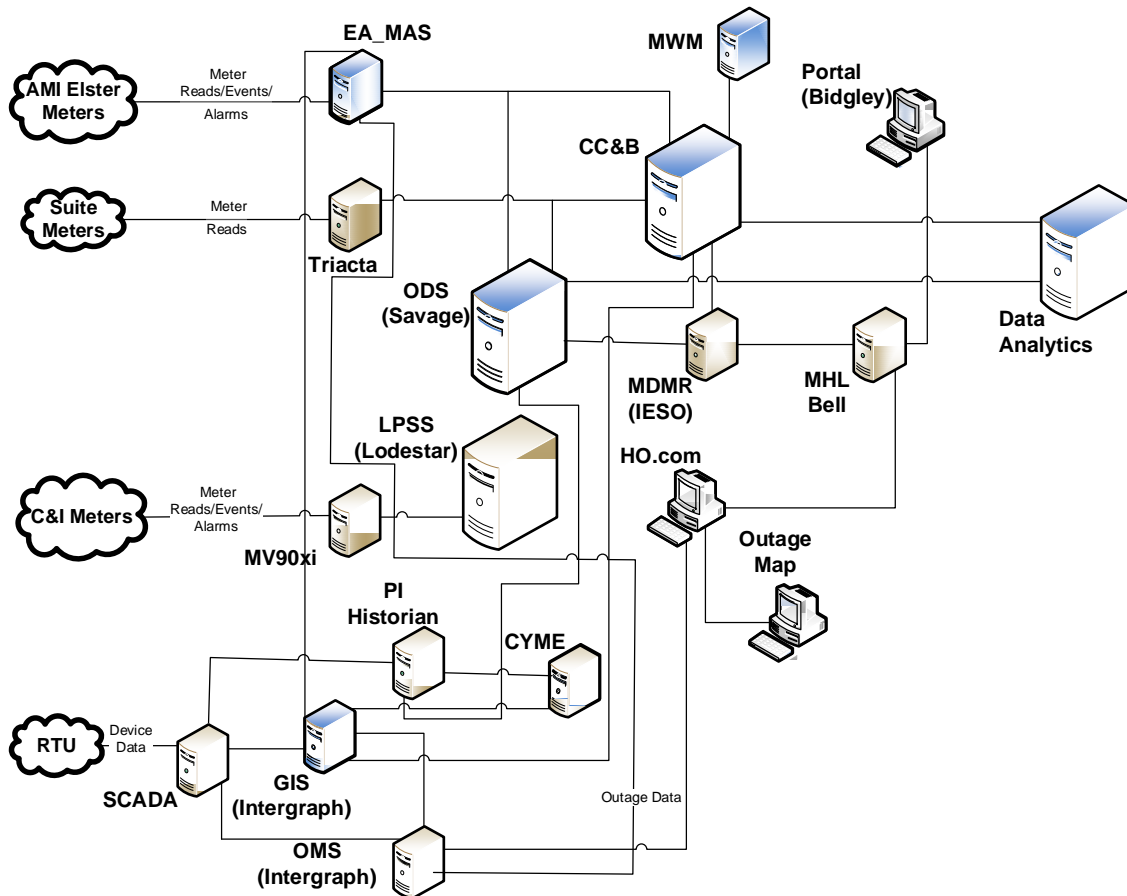 EA_MAS
MWM
AMI Elster
Meters
Meter
Reads/Events/
Alarms
Portal
(Bidgley)
CC&B
Suite
Meters
Meter
Reads
Triacta
ODS
(Savage)
Data
Analytics
MDMR
(IESO)
MHL
Bell
LPSS
(Lodestar)
HO.com
C&I Meters
Meter
Reads/Events/
Alarms
MV90xi
Outage
Map
PI
Historian
CYME
RTU
Device
Data
SCADA
GIS
(Intergraph)
Outage Data
OMS
(Intergraph)